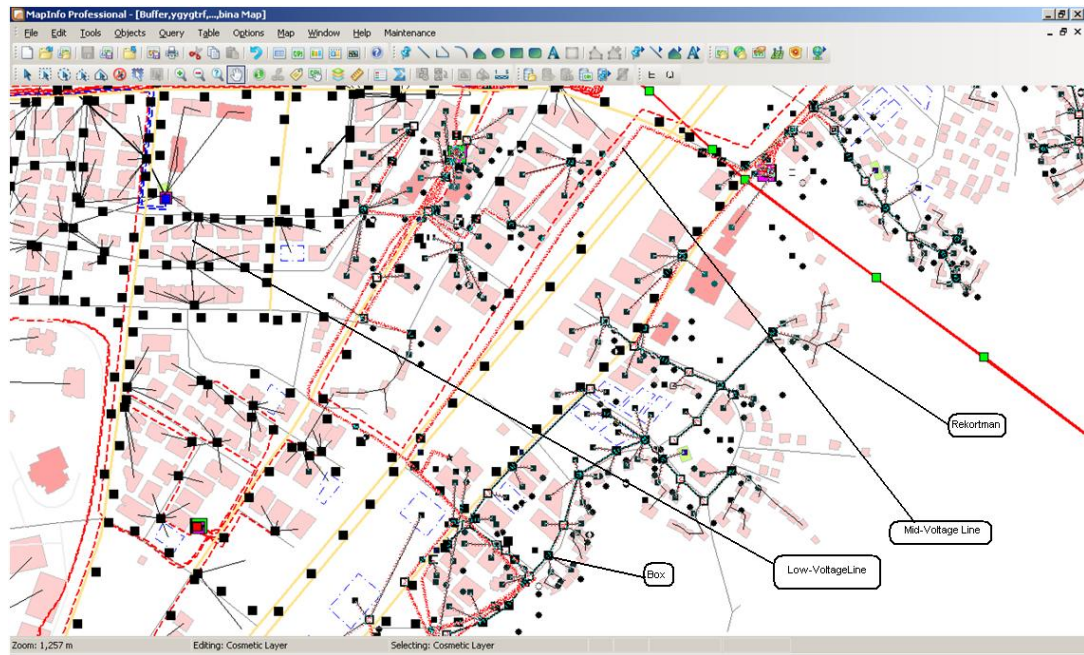 MapInfo Professional - [Buffer,ygygtrf,...,bina Map]
File Edit Tools Objects Query Table Options Map Window Help Maintenance
Rekortman
Mid-Voltage Line
Low-VoltageLine
Box
Zoom: 1,257 m Editing: Cosmetic Layer Selecting: Cosmetic Layer